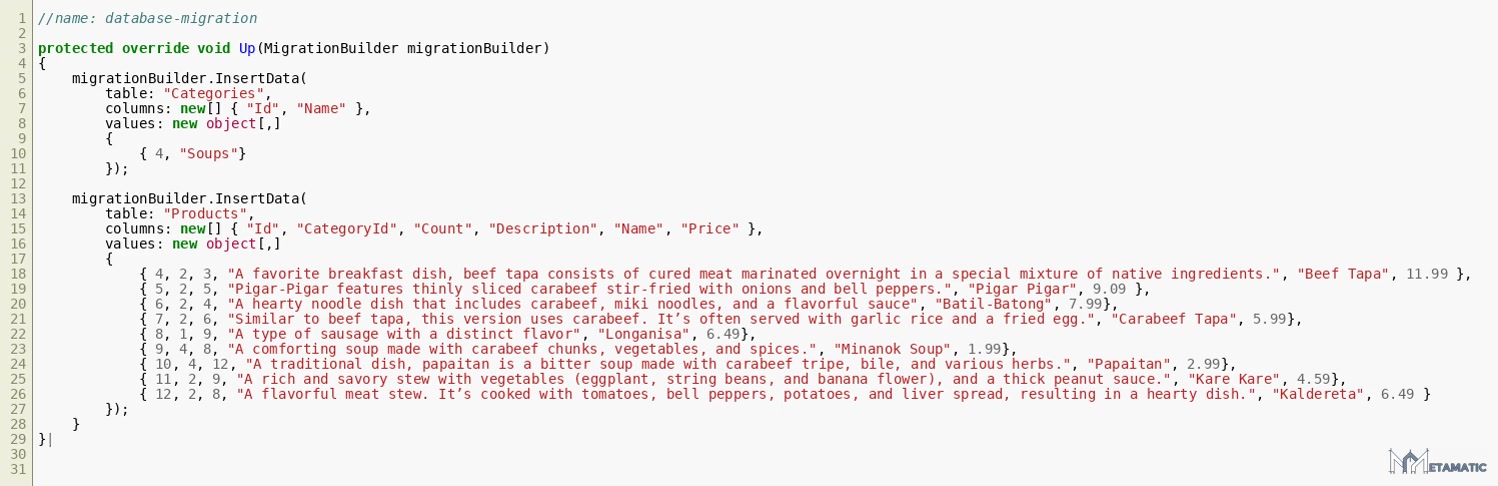 1 //name: database-migration
2
3 protected override void Up(MigrationBuilder migrationBuilder)
4 {
5     migrationBuilder.InsertData(
6         table: "Categories",
7         columns: new[] { "Id", "Name" },
8         values: new object[,]
9         {
10             { 4, "Soups"}
11         });
12
13     migrationBuilder.InsertData(
14         table: "Products",
15         columns: new[] { "Id", "CategoryId", "Count", "Description", "Name", "Price" },
16         values: new object[,]
17         {
18             { 4, 2, 3, "A favorite breakfast dish, beef tapa consists of cured meat marinated overnight in a special mixture of native ingredients.", "Beef Tapa", 11.99 },
19             { 5, 2, 5, "Pigar-Pigar features thinly sliced carabeef stir-fried with onions and bell peppers.", "Pigar Pigar", 9.09 },
20             { 6, 2, 4, "A hearty noodle dish that includes carabeef, miki noodles, and a flavorful sauce", "Batil-Batong", 7.99},
21             { 7, 2, 6, "Similar to beef tapa, this version uses carabeef. It’s often served with garlic rice and a fried egg.", "Carabeef Tapa", 5.99},
22             { 8, 1, 9, "A type of sausage with a distinct flavor", "Longanisa", 6.49},
23             { 9, 4, 8, "A comforting soup made with carabeef chunks, vegetables, and spices.", "Minanok Soup", 1.99},
24             { 10, 4, 12, "A traditional dish, papaitan is a bitter soup made with carabeef tripe, bile, and various herbs.", "Papaitan", 2.99},
25             { 11, 2, 9, "A rich and savory stew with vegetables (eggplant, string beans, and banana flower), and a thick peanut sauce.", "Kare Kare", 4.59},
26             { 12, 2, 8, "A flavorful meat stew. It’s cooked with tomatoes, bell peppers, potatoes, and liver spread, resulting in a hearty dish.", "Kaldereta", 6.49 }
27         });
28     }
29 }
30
31
METAMATIC